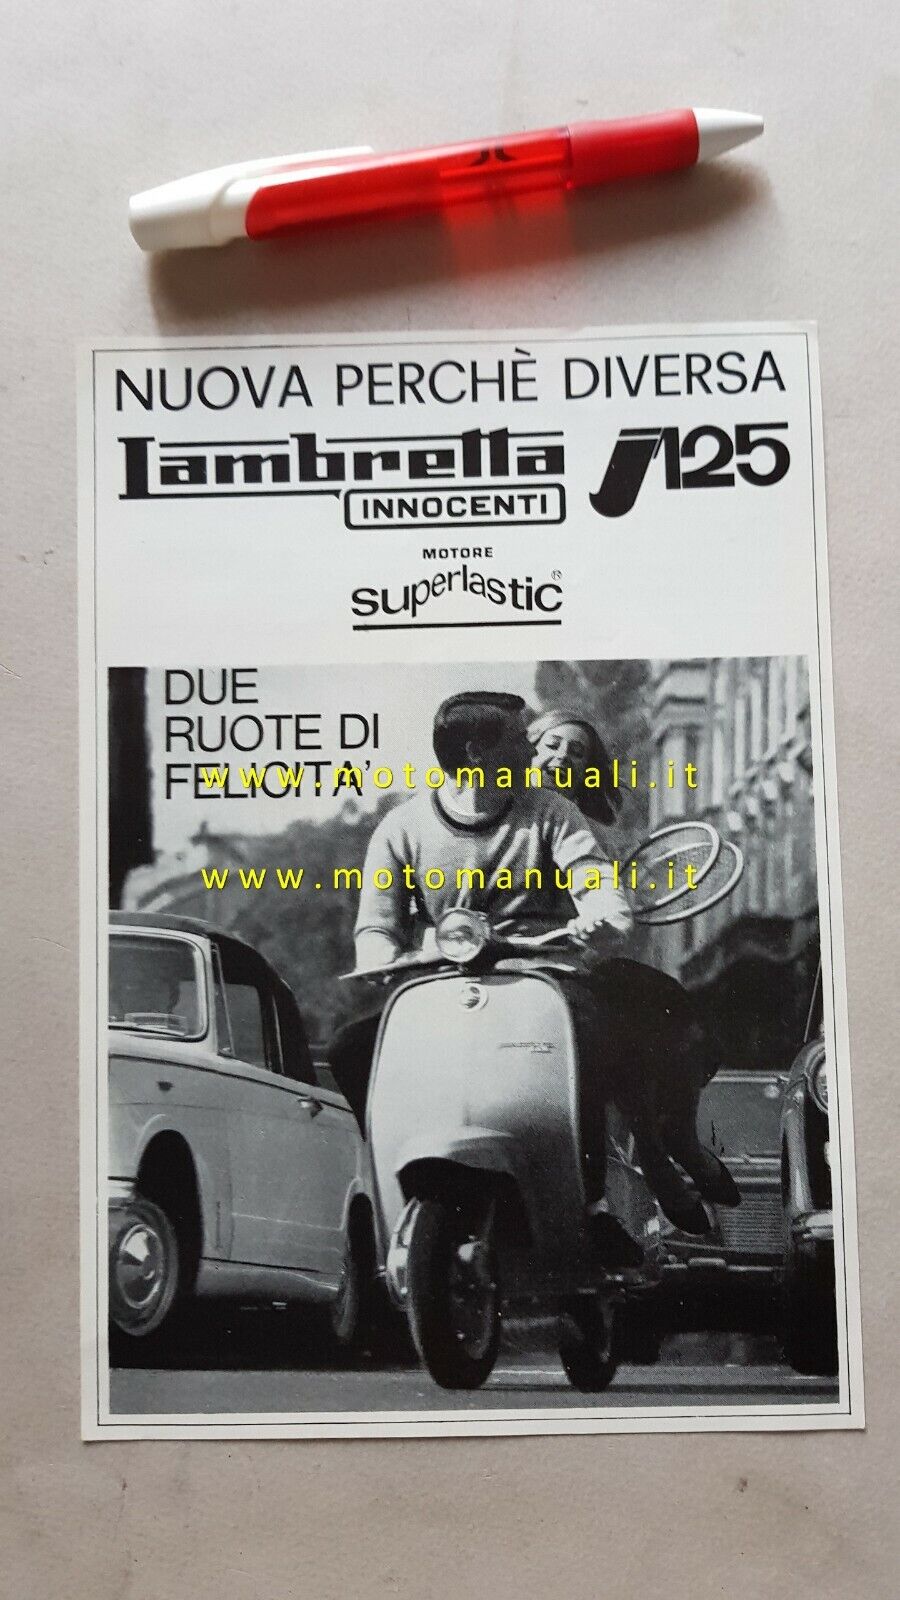 NUOVA PERCHÈ DIVERSA
Lambretta j125
INNOCENTI
MOTORE
superlastic®
DUE
RUOTE DI
FELICITA'
www.motomanuali.it
www.motomanuali.it